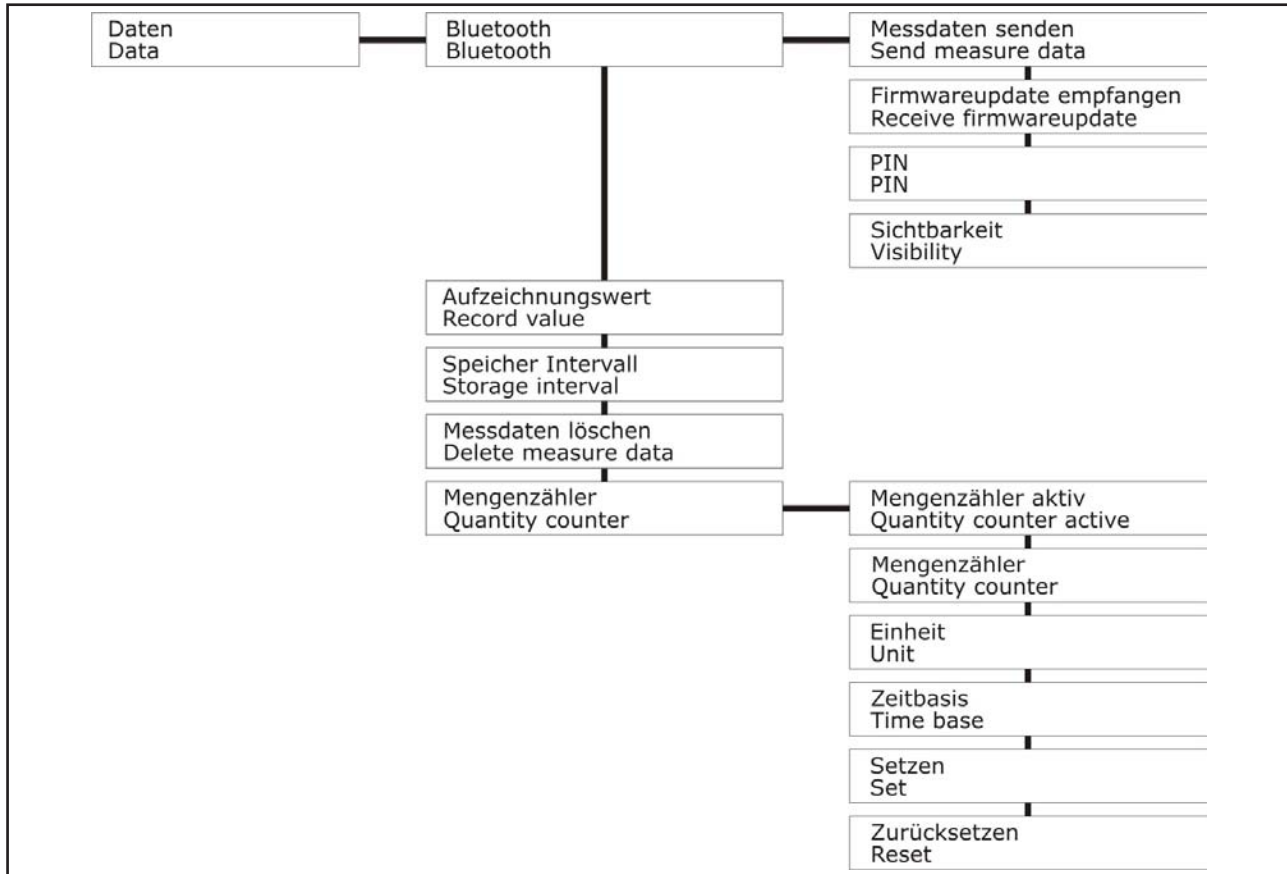 Daten
Data
Bluetooth
Bluetooth
Messdaten senden
Send measure data
Firmwareupdate empfangen
Receive firmwareupdate
PIN
PIN
Sichtbarkeit
Visibility
Aufzeichnungswert
Record value
Speicher Intervall
Storage interval
Messdaten löschen
Delete measure data
Mengenzähler
Quantity counter
Mengenzähler aktiv
Quantity counter active
Mengenzähler
Quantity counter
Einheit
Unit
Zeitbasis
Time base
Setzen
Set
Zurücksetzen
Reset